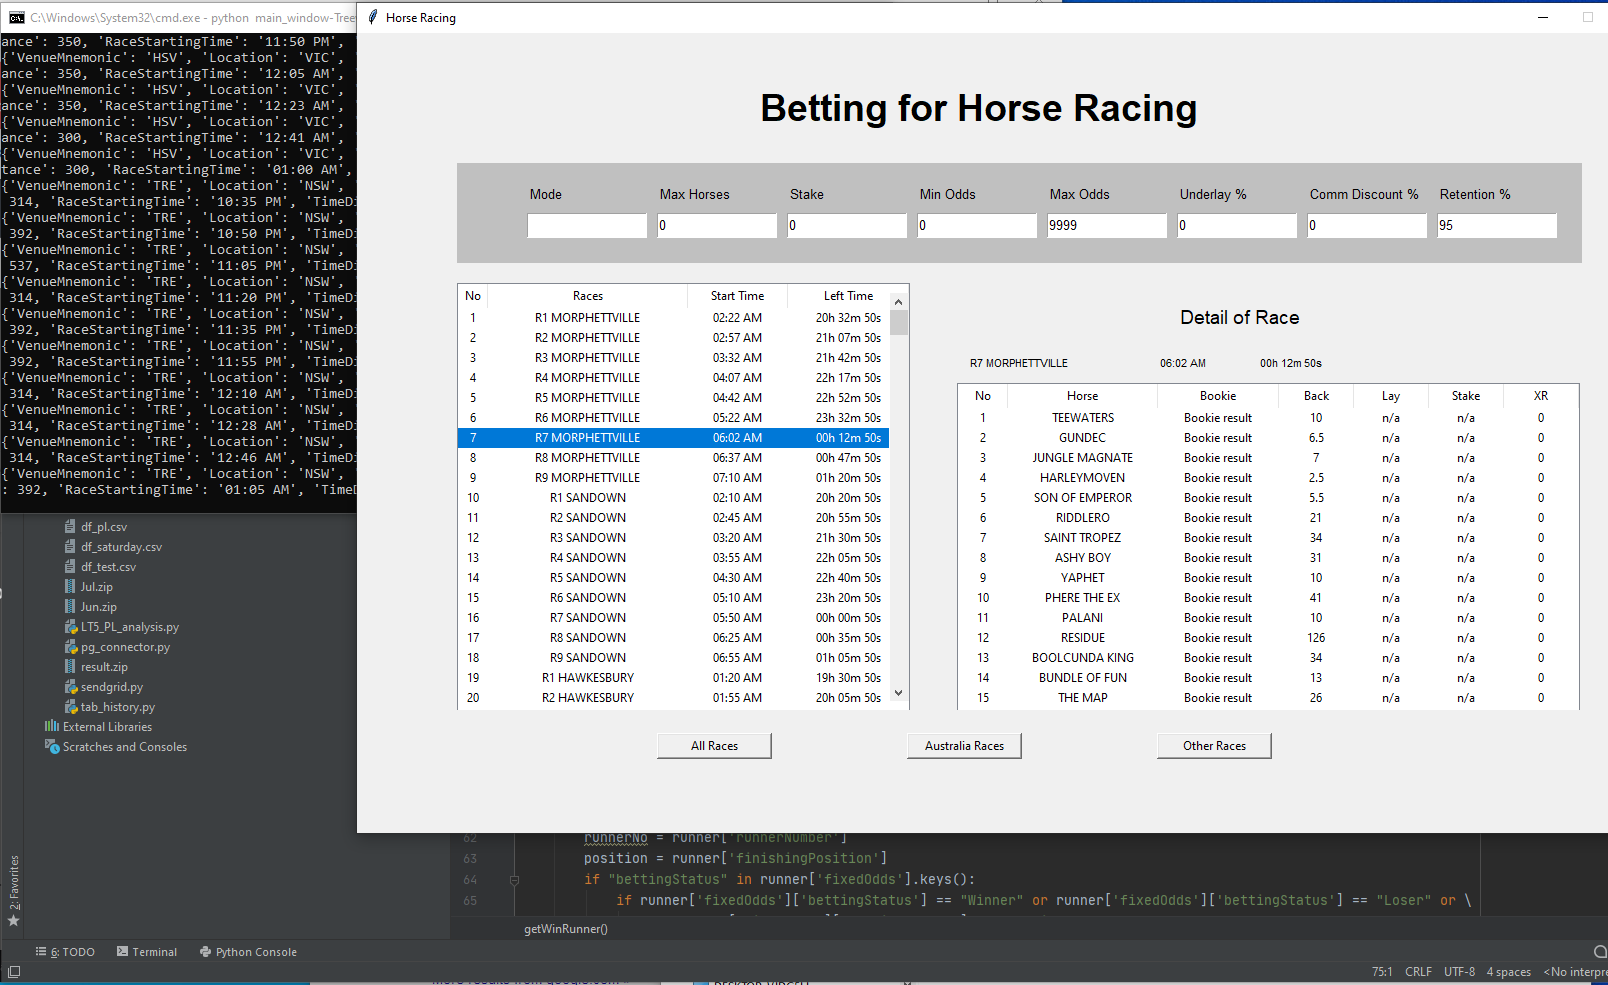 C:\Windows\System32\cmd.exe - python main_window-Tree
Horse Racing
ance': 350, 'RaceStartingTime': '11:50 PM',
{'VenueMnemonic': 'HSV', 'Location': 'VIC',
ance': 350, 'RaceStartingTime': '12:05 AM',
{'VenueMnemonic': 'HSV', 'Location': 'VIC',
ance': 350, 'RaceStartingTime': '12:23 AM',
{'VenueMnemonic': 'HSV', 'Location': 'VIC',
ance': 300, 'RaceStartingTime': '12:41 AM',
{'VenueMnemonic': 'HSV', 'Location': 'VIC',
tance': 300, 'RaceStartingTime': '01:00 AM',
{'VenueMnemonic': 'TRE', 'Location': 'NSW',
314, 'RaceStartingTime': '10:35 PM', 'TimeDi
{'VenueMnemonic': 'TRE', 'Location': 'NSW',
392, 'RaceStartingTime': '10:50 PM', 'TimeDi
{'VenueMnemonic': 'TRE', 'Location': 'NSW',
537, 'RaceStartingTime': '11:05 PM', 'TimeDi
{'VenueMnemonic': 'TRE', 'Location': 'NSW',
314, 'RaceStartingTime': '11:20 PM', 'TimeDi
{'VenueMnemonic': 'TRE', 'Location': 'NSW',
392, 'RaceStartingTime': '11:35 PM', 'TimeDi
{'VenueMnemonic': 'TRE', 'Location': 'NSW',
392, 'RaceStartingTime': '11:55 PM', 'TimeDi
{'VenueMnemonic': 'TRE', 'Location': 'NSW',
314, 'RaceStartingTime': '12:10 AM', 'TimeDi
{'VenueMnemonic': 'TRE', 'Location': 'NSW',
314, 'RaceStartingTime': '12:28 AM', 'TimeDi
{'VenueMnemonic': 'TRE', 'Location': 'NSW',
314, 'RaceStartingTime': '12:46 AM', 'TimeDi
{'VenueMnemonic': 'TRE', 'Location': 'NSW',
: 392, 'RaceStartingTime': '01:05 AM', 'TimeD
df_pl.csv
df_saturday.csv
df_test.csv
Jul.zip
Jun.zip
LT5_PL_analysis.py
pg_connector.py
result.zip
sendgrid.py
tab_history.py
External Libraries
Scratches and Consoles
Betting for Horse Racing
Mode Max Horses Stake Min Odds Max Odds Underlay % Comm Discount % Retention %
0 0 0 9999 0 0 95
No Races Start Time Left Time
1 R1 MORPHETTVILLE 02:22 AM 20h 32m 50s
2 R2 MORPHETTVILLE 02:57 AM 21h 07m 50s
3 R3 MORPHETTVILLE 03:32 AM 21h 42m 50s
4 R4 MORPHETTVILLE 04:07 AM 22h 17m 50s
5 R5 MORPHETTVILLE 04:42 AM 22h 52m 50s
6 R6 MORPHETTVILLE 05:22 AM 23h 32m 50s
7 R7 MORPHETTVILLE 06:02 AM 00h 12m 50s
8 R8 MORPHETTVILLE 06:37 AM 00h 47m 50s
9 R9 MORPHETTVILLE 07:10 AM 01h 20m 50s
10 R1 SANDOWN 02:10 AM 20h 20m 50s
11 R2 SANDOWN 02:45 AM 20h 55m 50s
12 R3 SANDOWN 03:20 AM 21h 30m 50s
13 R4 SANDOWN 03:55 AM 22h 05m 50s
14 R5 SANDOWN 04:30 AM 22h 40m 50s
15 R6 SANDOWN 05:10 AM 23h 20m 50s
16 R7 SANDOWN 05:50 AM 00h 00m 50s
17 R8 SANDOWN 06:25 AM 00h 35m 50s
18 R9 SANDOWN 06:55 AM 01h 05m 50s
19 R1 HAWKESBURY 01:20 AM 19h 30m 50s
20 R2 HAWKESBURY 01:55 AM 20h 05m 50s
Detail of Race
R7 MORPHETTVILLE 06:02 AM 00h 12m 50s
No Horse Bookie Back Lay Stake XR
1 TEEWATERS Bookie result 10 n/a n/a 0
2 GUNDEC Bookie result 6.5 n/a n/a 0
3 JUNGLE MAGNATE Bookie result 7 n/a n/a 0
4 HARLEYMOVEN Bookie result 2.5 n/a n/a 0
5 SON OF EMPEROR Bookie result 5.5 n/a n/a 0
6 RIDDLERO Bookie result 21 n/a n/a 0
7 SAINT TROPEZ Bookie result 34 n/a n/a 0
8 ASHY BOY Bookie result 31 n/a n/a 0
9 YAPHET Bookie result 10 n/a n/a 0
10 PHERE THE EX Bookie result 41 n/a n/a 0
11 PALANI Bookie result 10 n/a n/a 0
12 RESIDUE Bookie result 126 n/a n/a 0
13 BOOLCUNDA KING Bookie result 34 n/a n/a 0
14 BUNDLE OF FUN Bookie result 13 n/a n/a 0
15 THE MAP Bookie result 26 n/a n/a 0
All Races Australia Races Other Races
62 runnerNo = runner['runnerNumber']
63 position = runner['finishingPosition']
64 if "bettingStatus" in runner['fixedOdds'].keys():
65 if runner['fixedOdds']['bettingStatus'] == "Winner" or runner['fixedOdds']['bettingStatus'] == "Loser" or \
getWinRunner()
2: Favorites
6: TODO Terminal Python Console
75:1 CRLF UTF-8 4 spaces <No interpre